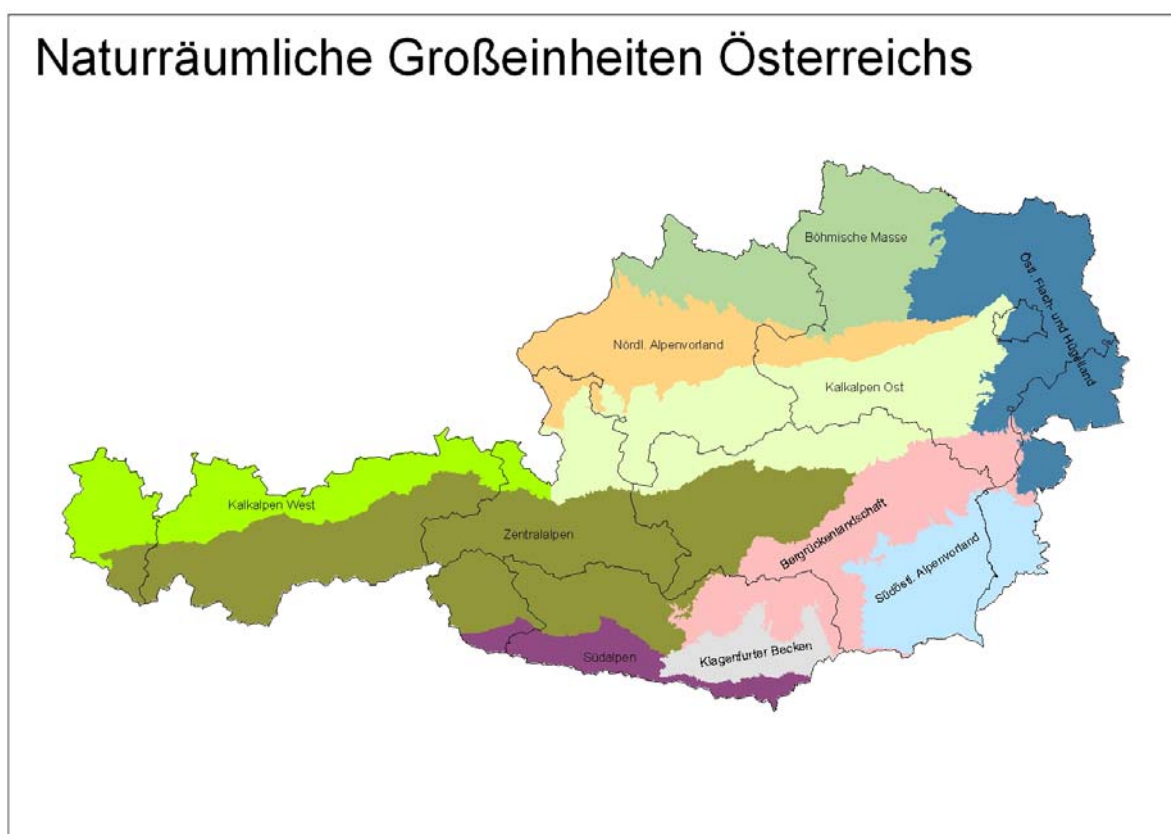 Naturräumliche Großeinheiten Österreichs
Böhmische Masse
Östl. Flach- und Hügelland
Nördl. Alpenvorland
Kalkalpen Ost
Kalkalpen West
Zentralalpen
Bergrückenlandschaft
Südöstl. Alpenvorland
Südalpen
Klagenfurter Becken